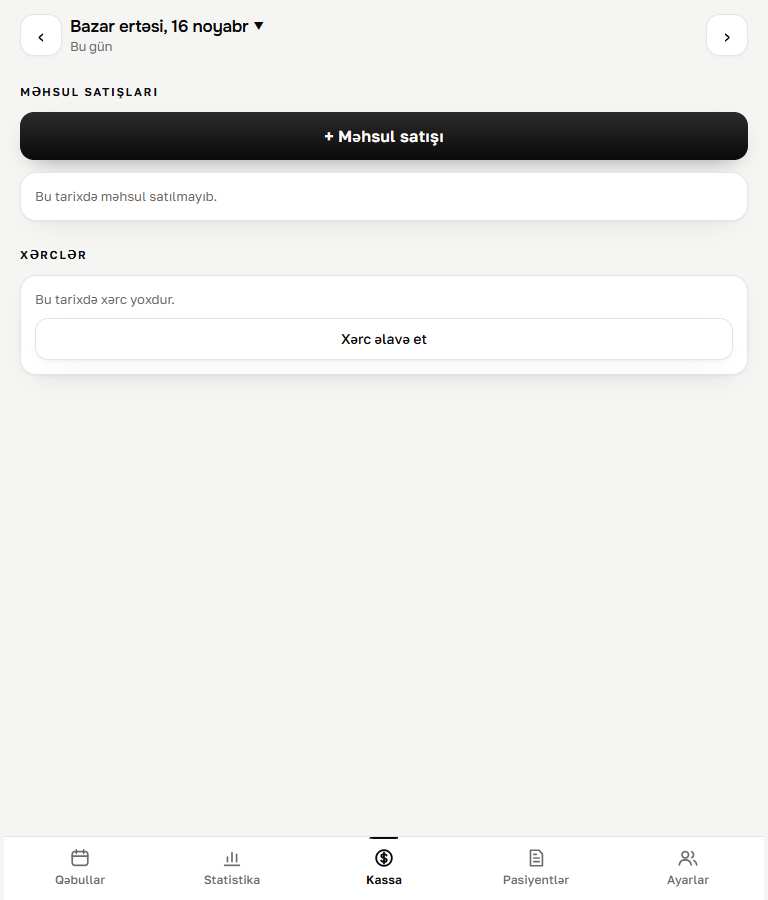 ‹
Bazar ertəsi, 16 noyabr ▼
Bu gün
›
MƏHSUL SATIŞLARI
+ Məhsul satışı
Bu tarixdə məhsul satılmayıb.
XƏRCLƏR
Bu tarixdə xərc yoxdur.
Xərc əlavə et
Qəbullar
Statistika
Kassa
Pasiyentlər
Ayarlar